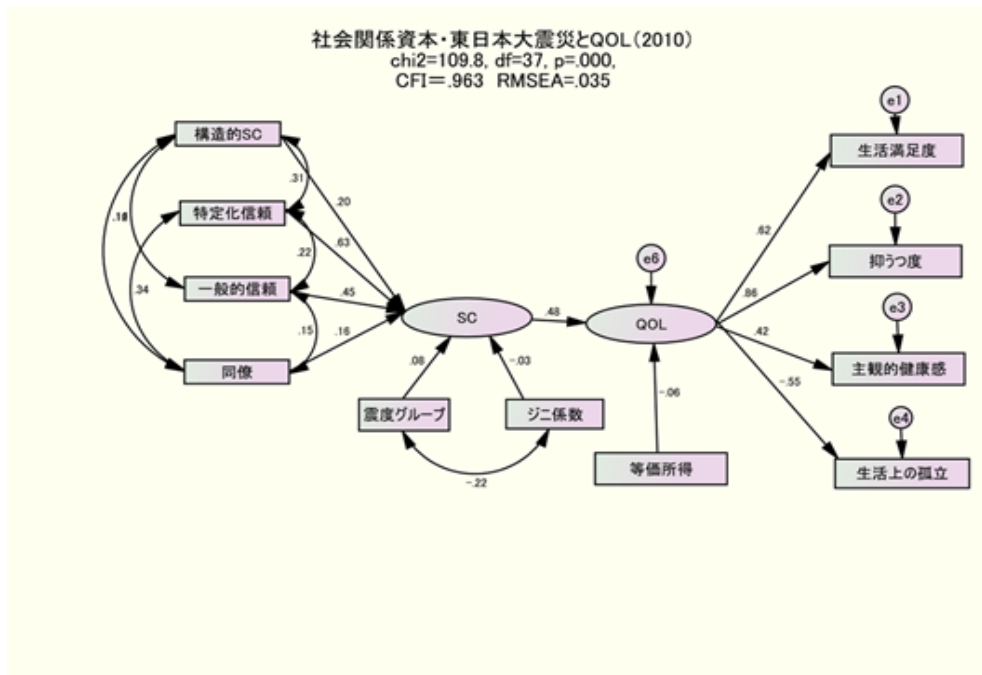 社会関係資本・東日本大震災とQOL(2010)
chi2=109.8, df=37, p=.000,
CFI=.963 RMSEA=.035
e1
構造的SC
生活満足度
.31
.20
e2
特定化信頼
.63
.62
.22
e6
抑うつ度
.34
一般的信頼
.45
.86
e3
SC
.48
QOL
.15
.16
.42
同僚
.08
-.03
主観的健康感
-.06
-.55
震度グループ
ジニ係数
e4
等価所得
生活上の孤立
-.22